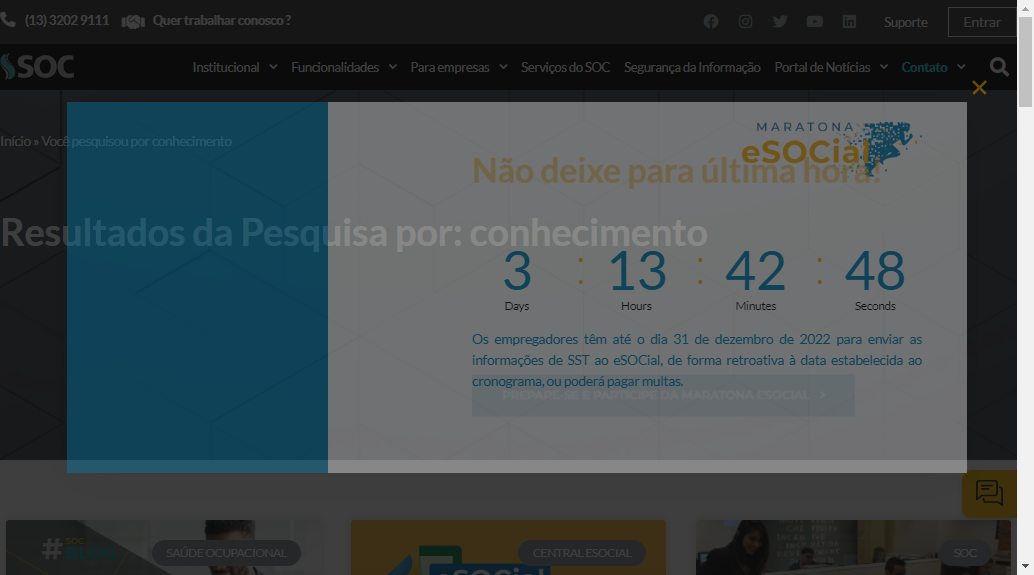 (13) 3202 9111 Quer trabalhar conosco ?
Suporte Entrar
SOC
Institucional Funcionalidades Para empresas Serviços do SOC Segurança da Informação Portal de Notícias Contato
Início » Você pesquisou por conhecimento
MARATONA
eSOCial
Não deixe para última hora!
Resultados da Pesquisa por: conhecimento
3 : 13 : 42 : 48
Days Hours Minutes Seconds
Os empregadores têm até o dia 31 de dezembro de 2022 para enviar as
informações de SST ao eSOCial, de forma retroativa à data estabelecida ao
cronograma, ou poderá pagar multas.
PREPARE-SE E PARTICIPE DA MARATONA ESOCIAL
#SOC
BLOG
SAÚDE OCUPACIONAL
CENTRAL ESOCIAL
SOC
eSOCial